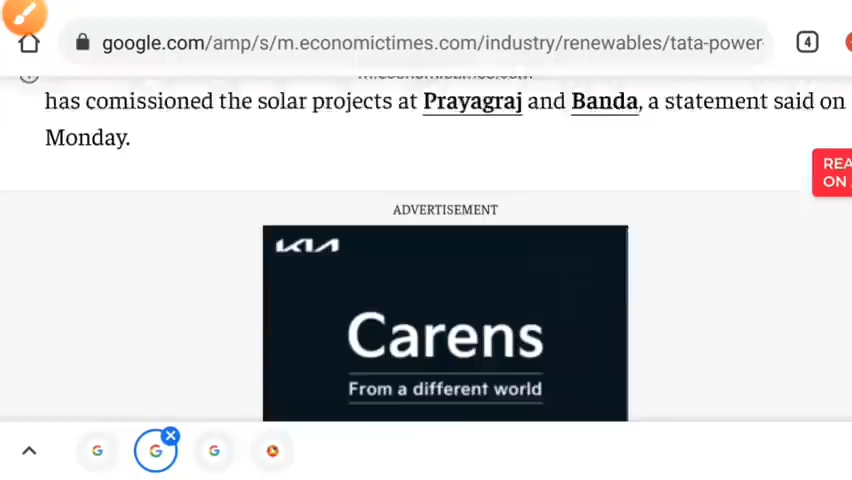 google.com/amp/s/m.economictimes.com/industry/renewables/tata-power-
4
has comissioned the solar projects at Prayagraj and Banda, a statement said on
Monday.
REA
ON
ADVERTISEMENT
KIA
Carens
From a different world